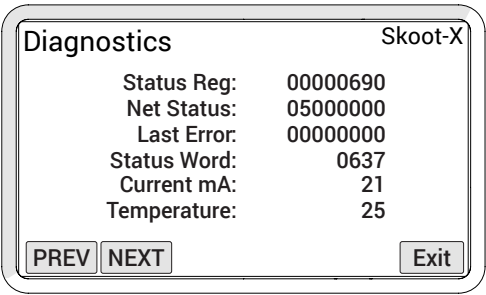 Diagnostics Skoot-X
Status Reg: 00000690
Net Status: 05000000
Last Error: 00000000
Status Word: 0637
Current mA: 21
Temperature: 25
PREV NEXT Exit